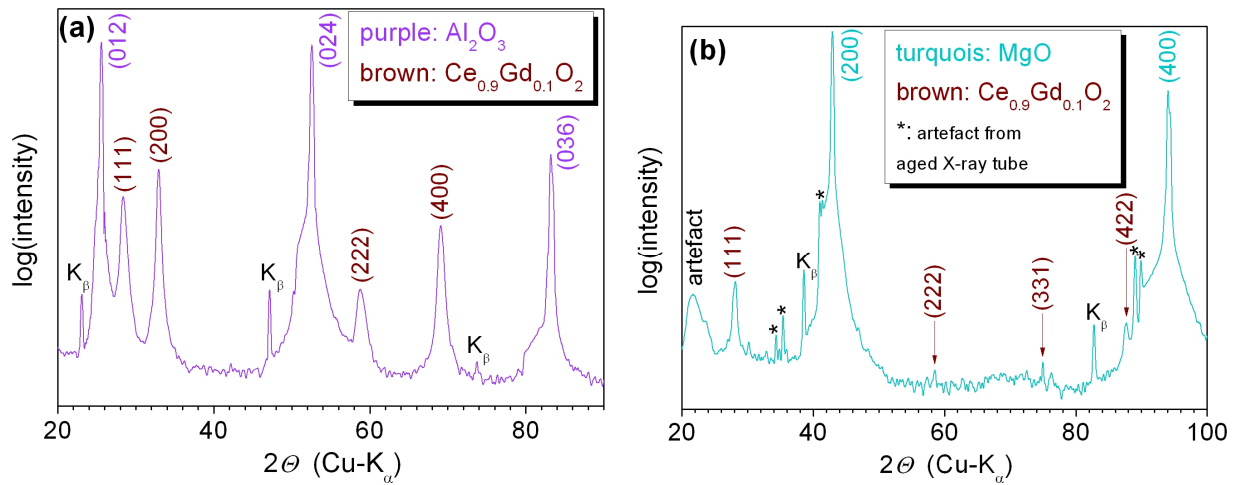 (a)
purple: Al₂O₃
brown: Ce₀.₉Gd₀.₁O₂
(012)
(111)
(200)
(024)
(222)
(400)
(036)
Kβ
Kβ
Kβ
log(intensity)
20
40
60
80
2Θ (Cu-Kα)
(b)
turquois: MgO
brown: Ce₀.₉Gd₀.₁O₂
*: artefact from
aged X-ray tube
artefact
(111)
*
*
Kβ
*
(200)
(222)
(331)
Kβ
(422)
*
*
(400)
log(intensity)
20
40
60
80
100
2Θ (Cu-Kα)